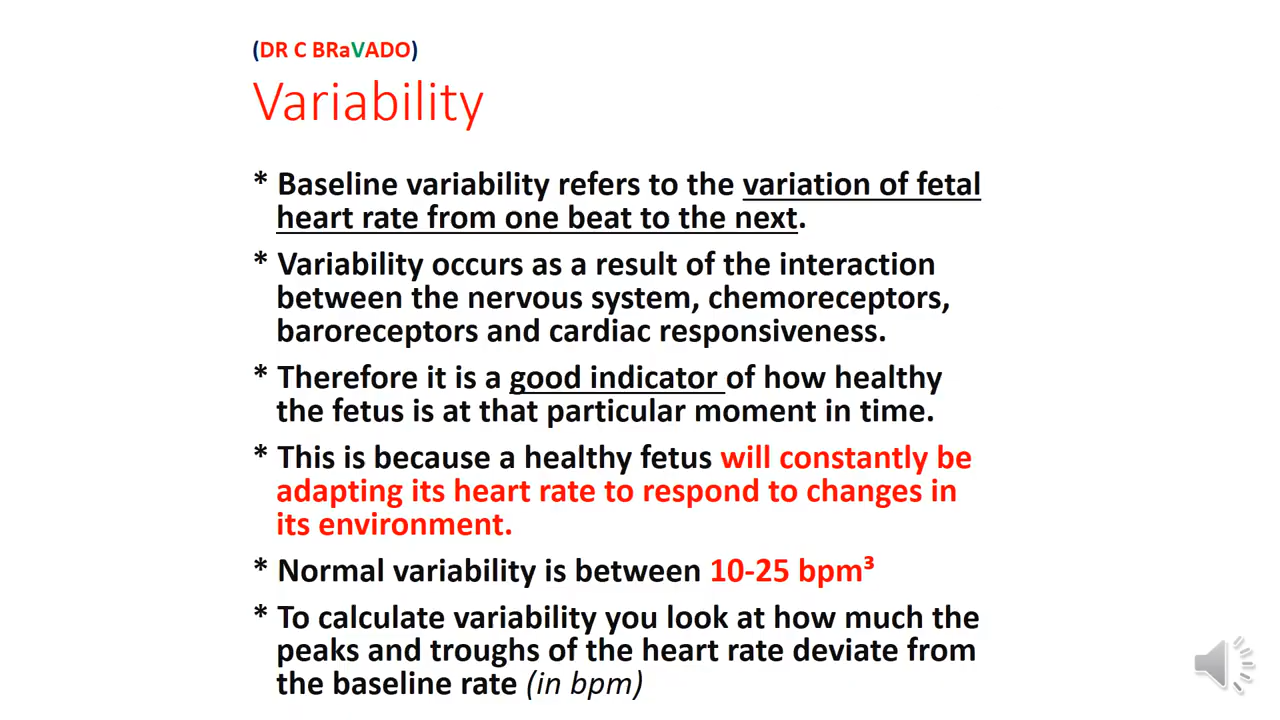 (DR C BRaVADO)
Variability
* Baseline variability refers to the variation of fetal
heart rate from one beat to the next.
* Variability occurs as a result of the interaction
between the nervous system, chemoreceptors,
baroreceptors and cardiac responsiveness.
* Therefore it is a good indicator of how healthy
the fetus is at that particular moment in time.
* This is because a healthy fetus will constantly be
adapting its heart rate to respond to changes in
its environment.
* Normal variability is between 10-25 bpm³
* To calculate variability you look at how much the
peaks and troughs of the heart rate deviate from
the baseline rate (in bpm)